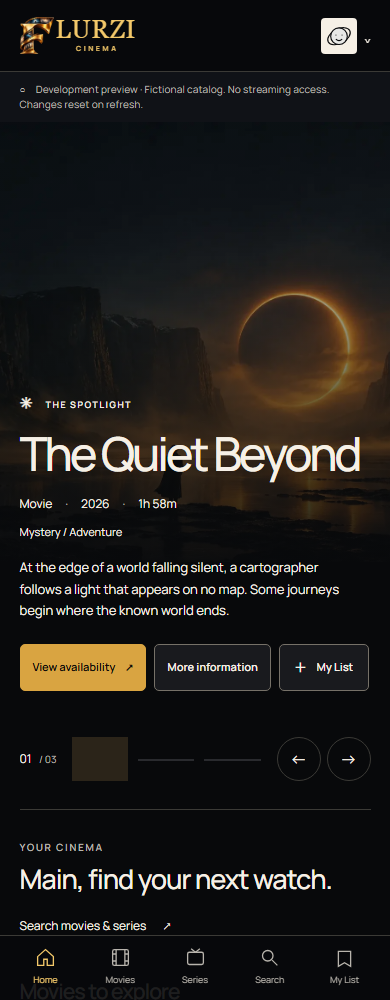 FLURZI
CINEMA
Development preview · Fictional catalog. No streaming access.
Changes reset on refresh.
THE SPOTLIGHT
The Quiet Beyond
Movie · 2026 · 1h 58m
Mystery / Adventure
At the edge of a world falling silent, a cartographer
follows a light that appears on no map. Some journeys
begin where the known world ends.
View availability ↗ More information + My List
01 / 03 ← →
YOUR CINEMA
Main, find your next watch.
Search movies & series ↗
Movies to explore
Home Movies Series Search My List